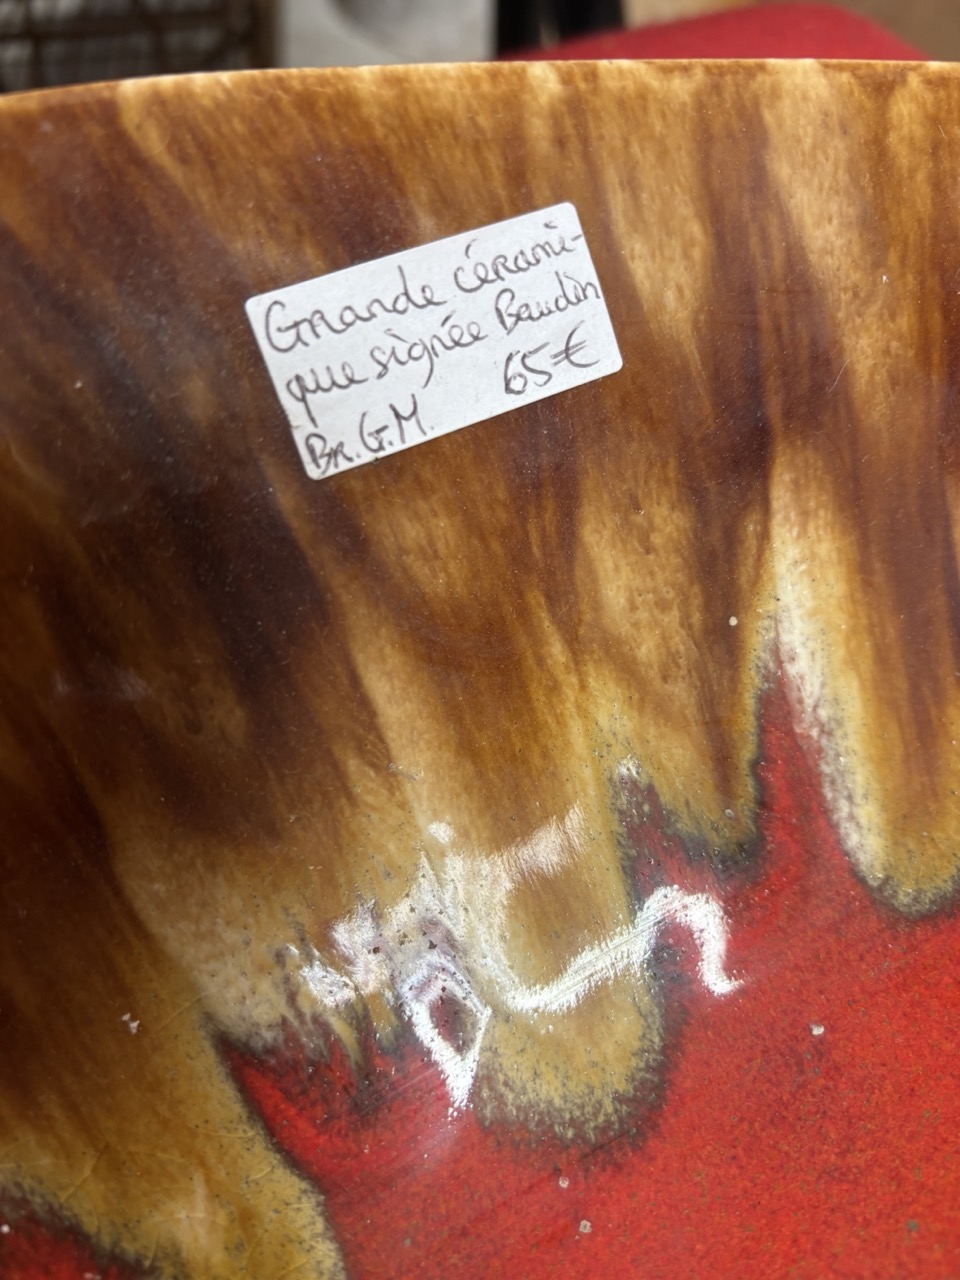 Grande cérami-
que signée Baudin
Br. G.M. 65€